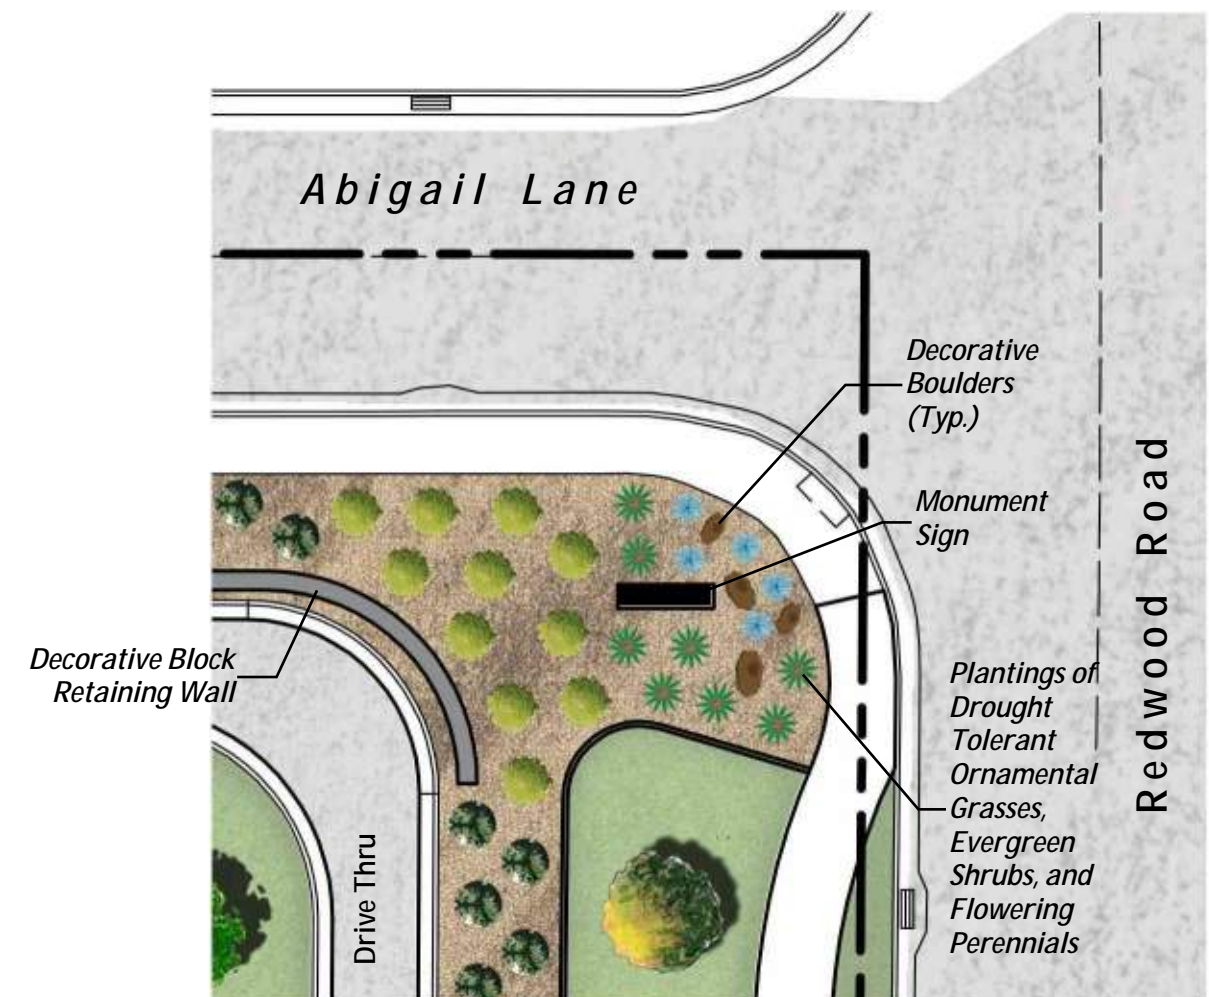 Abigail Lane
Decorative
Boulders
(Typ.)
Monument
Sign
Redwood Road
Decorative Block
Retaining Wall
Plantings of
Drought
Tolerant
Ornamental
Grasses,
Evergreen
Shrubs, and
Flowering
Perennials
Drive Thru